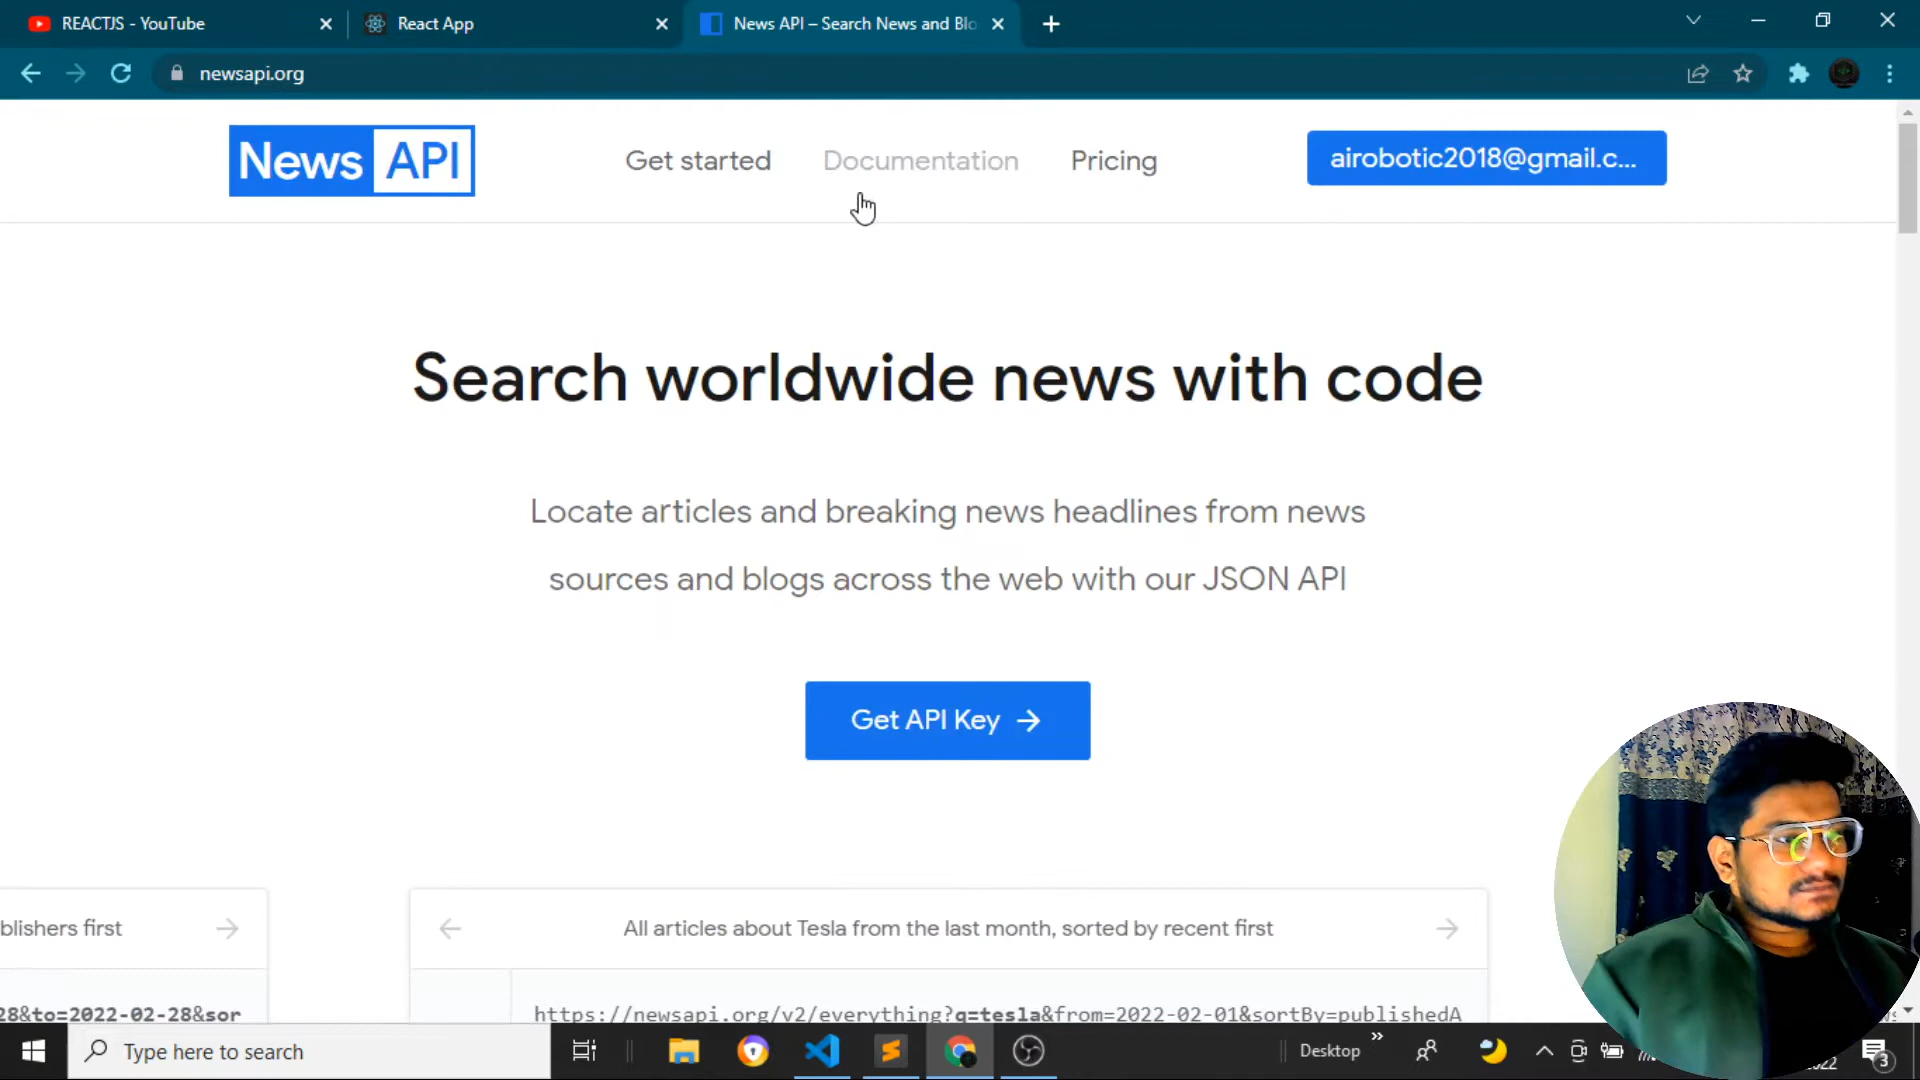 REACTJS - YouTube
React App
News API – Search News and Blo
newsapi.org
News API
Get started
Documentation
Pricing
airobotic2018@gmail.c...
Search worldwide news with code
Locate articles and breaking news headlines from news
sources and blogs across the web with our JSON API
Get API Key →
blishers first →
← All articles about Tesla from the last month, sorted by recent first →
28&to=2022-02-28&sor
https://newsapi.org/v2/everything?q=tesla&from=2022-02-01&sortBy=publishedA
Type here to search
Desktop
2022
3